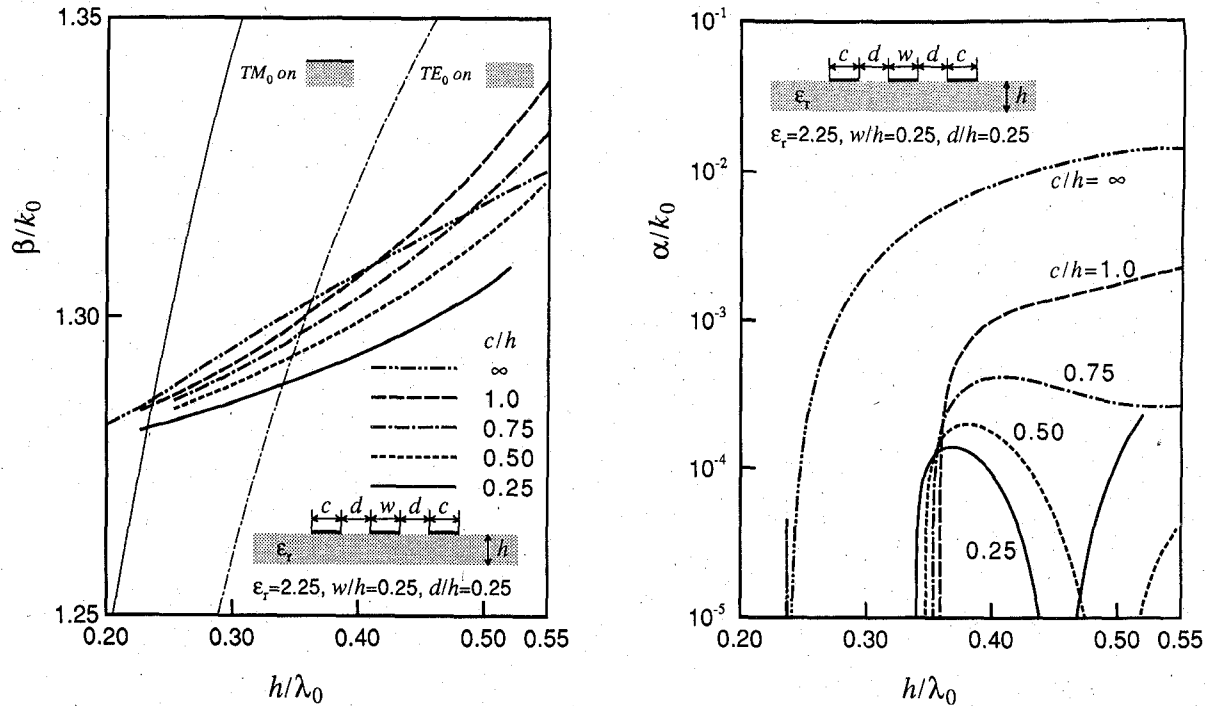 1.35
TM₀ on
TE₀ on
β/k₀
1.30
c/h
∞
1.0
0.75
0.50
0.25
c d w d c
εᵣ
h
εᵣ=2.25, w/h=0.25, d/h=0.25
1.25
0.20 0.30 0.40 0.50 0.55
h/λ₀
10⁻¹
c d w d c
εᵣ
h
εᵣ=2.25, w/h=0.25, d/h=0.25
10⁻²
c/h= ∞
α/k₀
c/h=1.0
10⁻³
0.75
0.50
10⁻⁴
0.25
10⁻⁵
0.20 0.30 0.40 0.50 0.55
h/λ₀